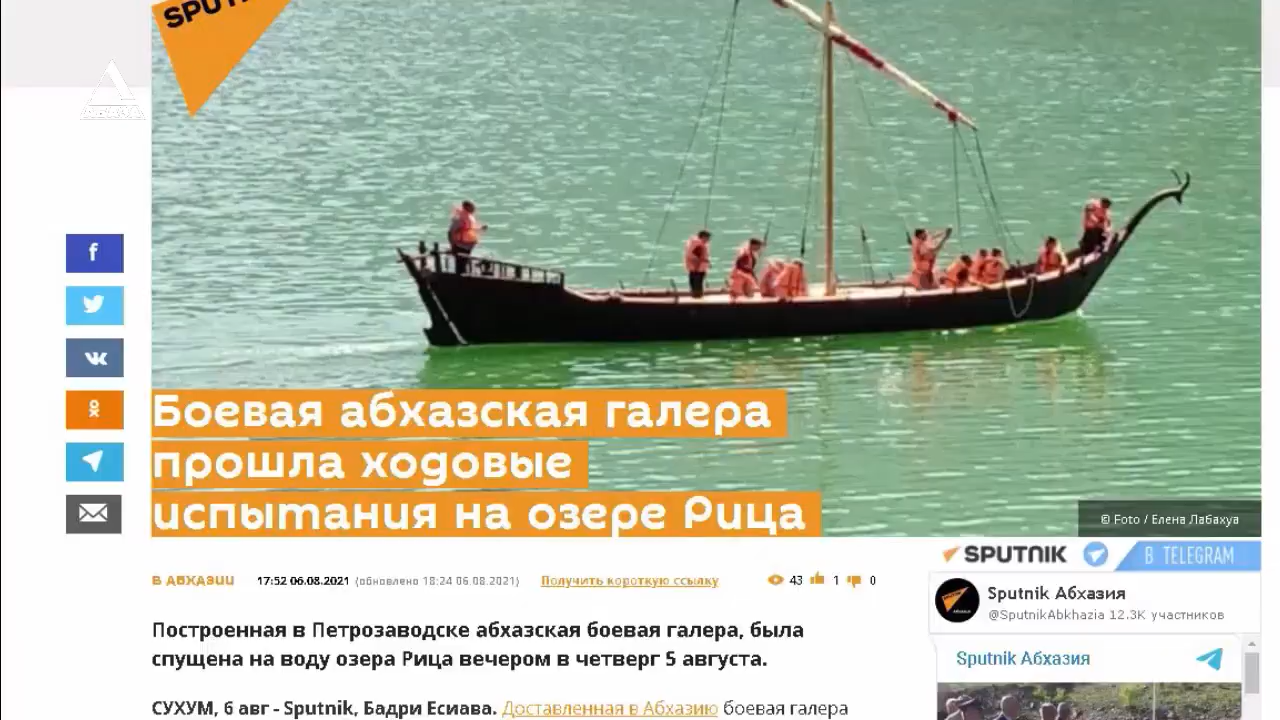 SPUTN
АБАЗА
f
Боевая абхазская галера
прошла ходовые
испытания на озере Рица
© Foto / Елена Лабахуа
SPUTNIK В TELEGRAM
В АБХАЗИИ 17:52 06.08.2021 (обновлено 18:24 06.08.2021) Получить короткую ссылку 43 1 0
Sputnik Абхазия
@SputnikAbkhazia 12.3K участников
Построенная в Петрозаводске абхазская боевая галера, была
спущена на воду озера Рица вечером в четверг 5 августа.
Sputnik Абхазия
СУХУМ, 6 авг - Sputnik, Бадри Есиава. Доставленная в Абхазию боевая галера